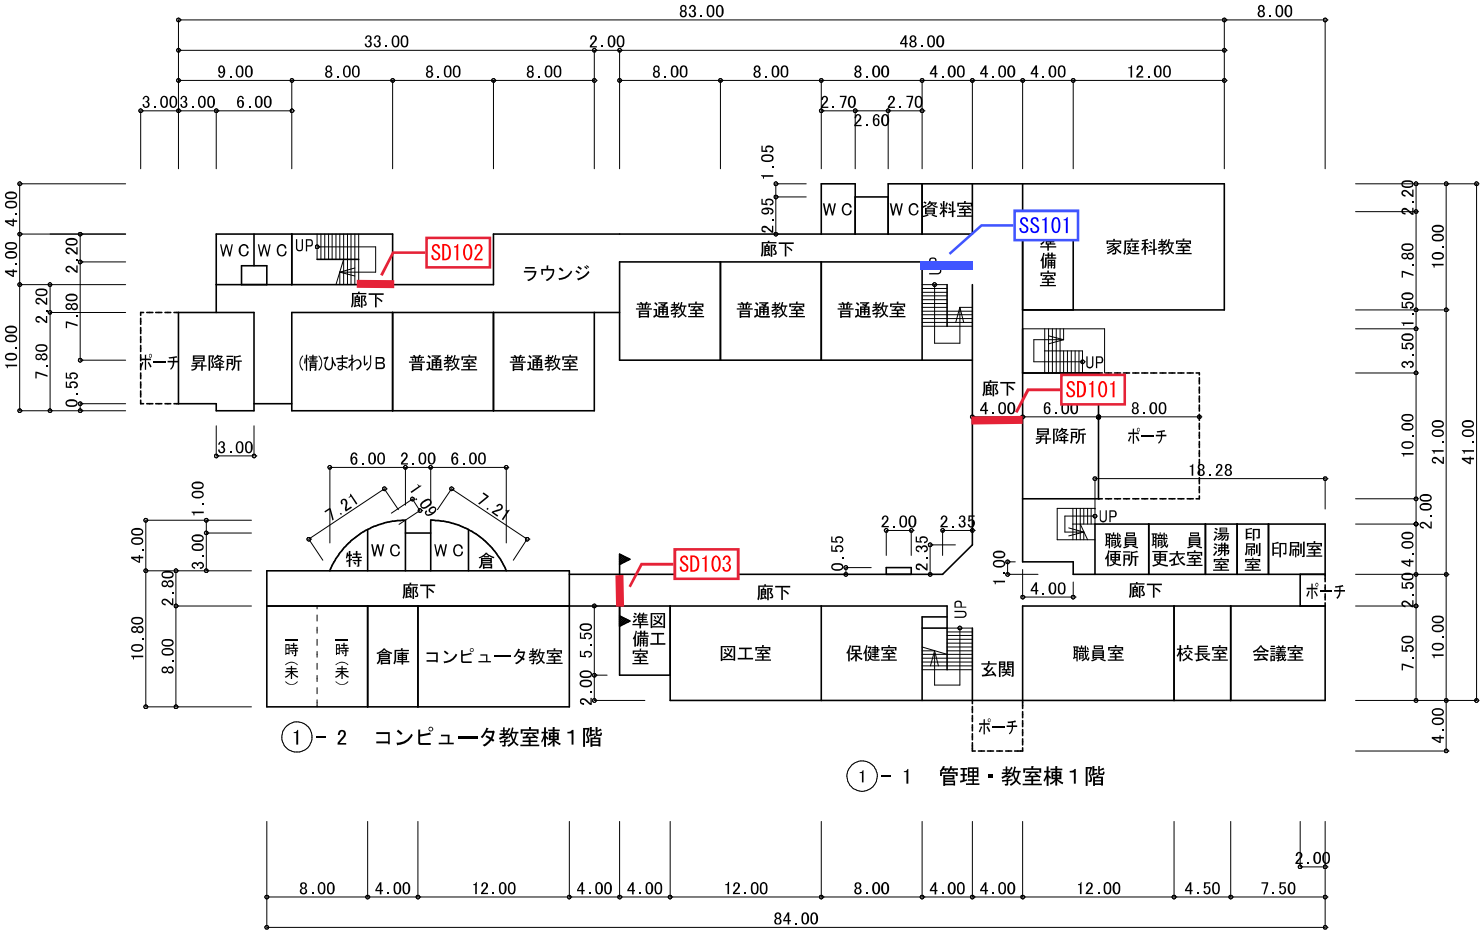 83.00
8.00
33.00
2.00
48.00
9.00
8.00
8.00
8.00
8.00
8.00
8.00
4.00
4.00
4.00
12.00
3.00
3.00
6.00
2.70
2.60
2.70
1.05
2.95
4.00
4.00
10.00
2.20
2.20
7.80
7.80
0.55
2.20
7.80
1.50
3.50
10.00
2.00
4.00
2.50
7.50
10.00
21.00
10.00
4.00
41.00
WC
WC
UP
SD102
ラウンジ
廊下
WC
WC
資料室
SS101
廊下
準備室
家庭科教室
UP
ポーチ
昇降所
(情)ひまわりB
普通教室
普通教室
普通教室
普通教室
普通教室
UP
廊下
SD101
4.00
6.00
8.00
昇降所
ポーチ
18.28
3.00
6.00
2.00
6.00
7.21
1.09
7.21
1.00
3.00
4.00
2.80
10.80
8.00
特
WC
WC
倉
廊下
一時(未)
一時(未)
倉庫
コンピュータ教室
2.00
0.55
2.35
2.35
1.00
4.00
UP
職員便所
職員更衣室
湯沸室
印刷室
印刷室
SD103
廊下
廊下
ポーチ
5.50
2.00
図工準備室
図工室
保健室
UP
玄関
職員室
校長室
会議室
ポーチ
①-2 コンピュータ教室棟1階
①-1 管理・教室棟1階
2.00
8.00
4.00
12.00
4.00
4.00
12.00
8.00
4.00
4.00
12.00
4.50
7.50
84.00